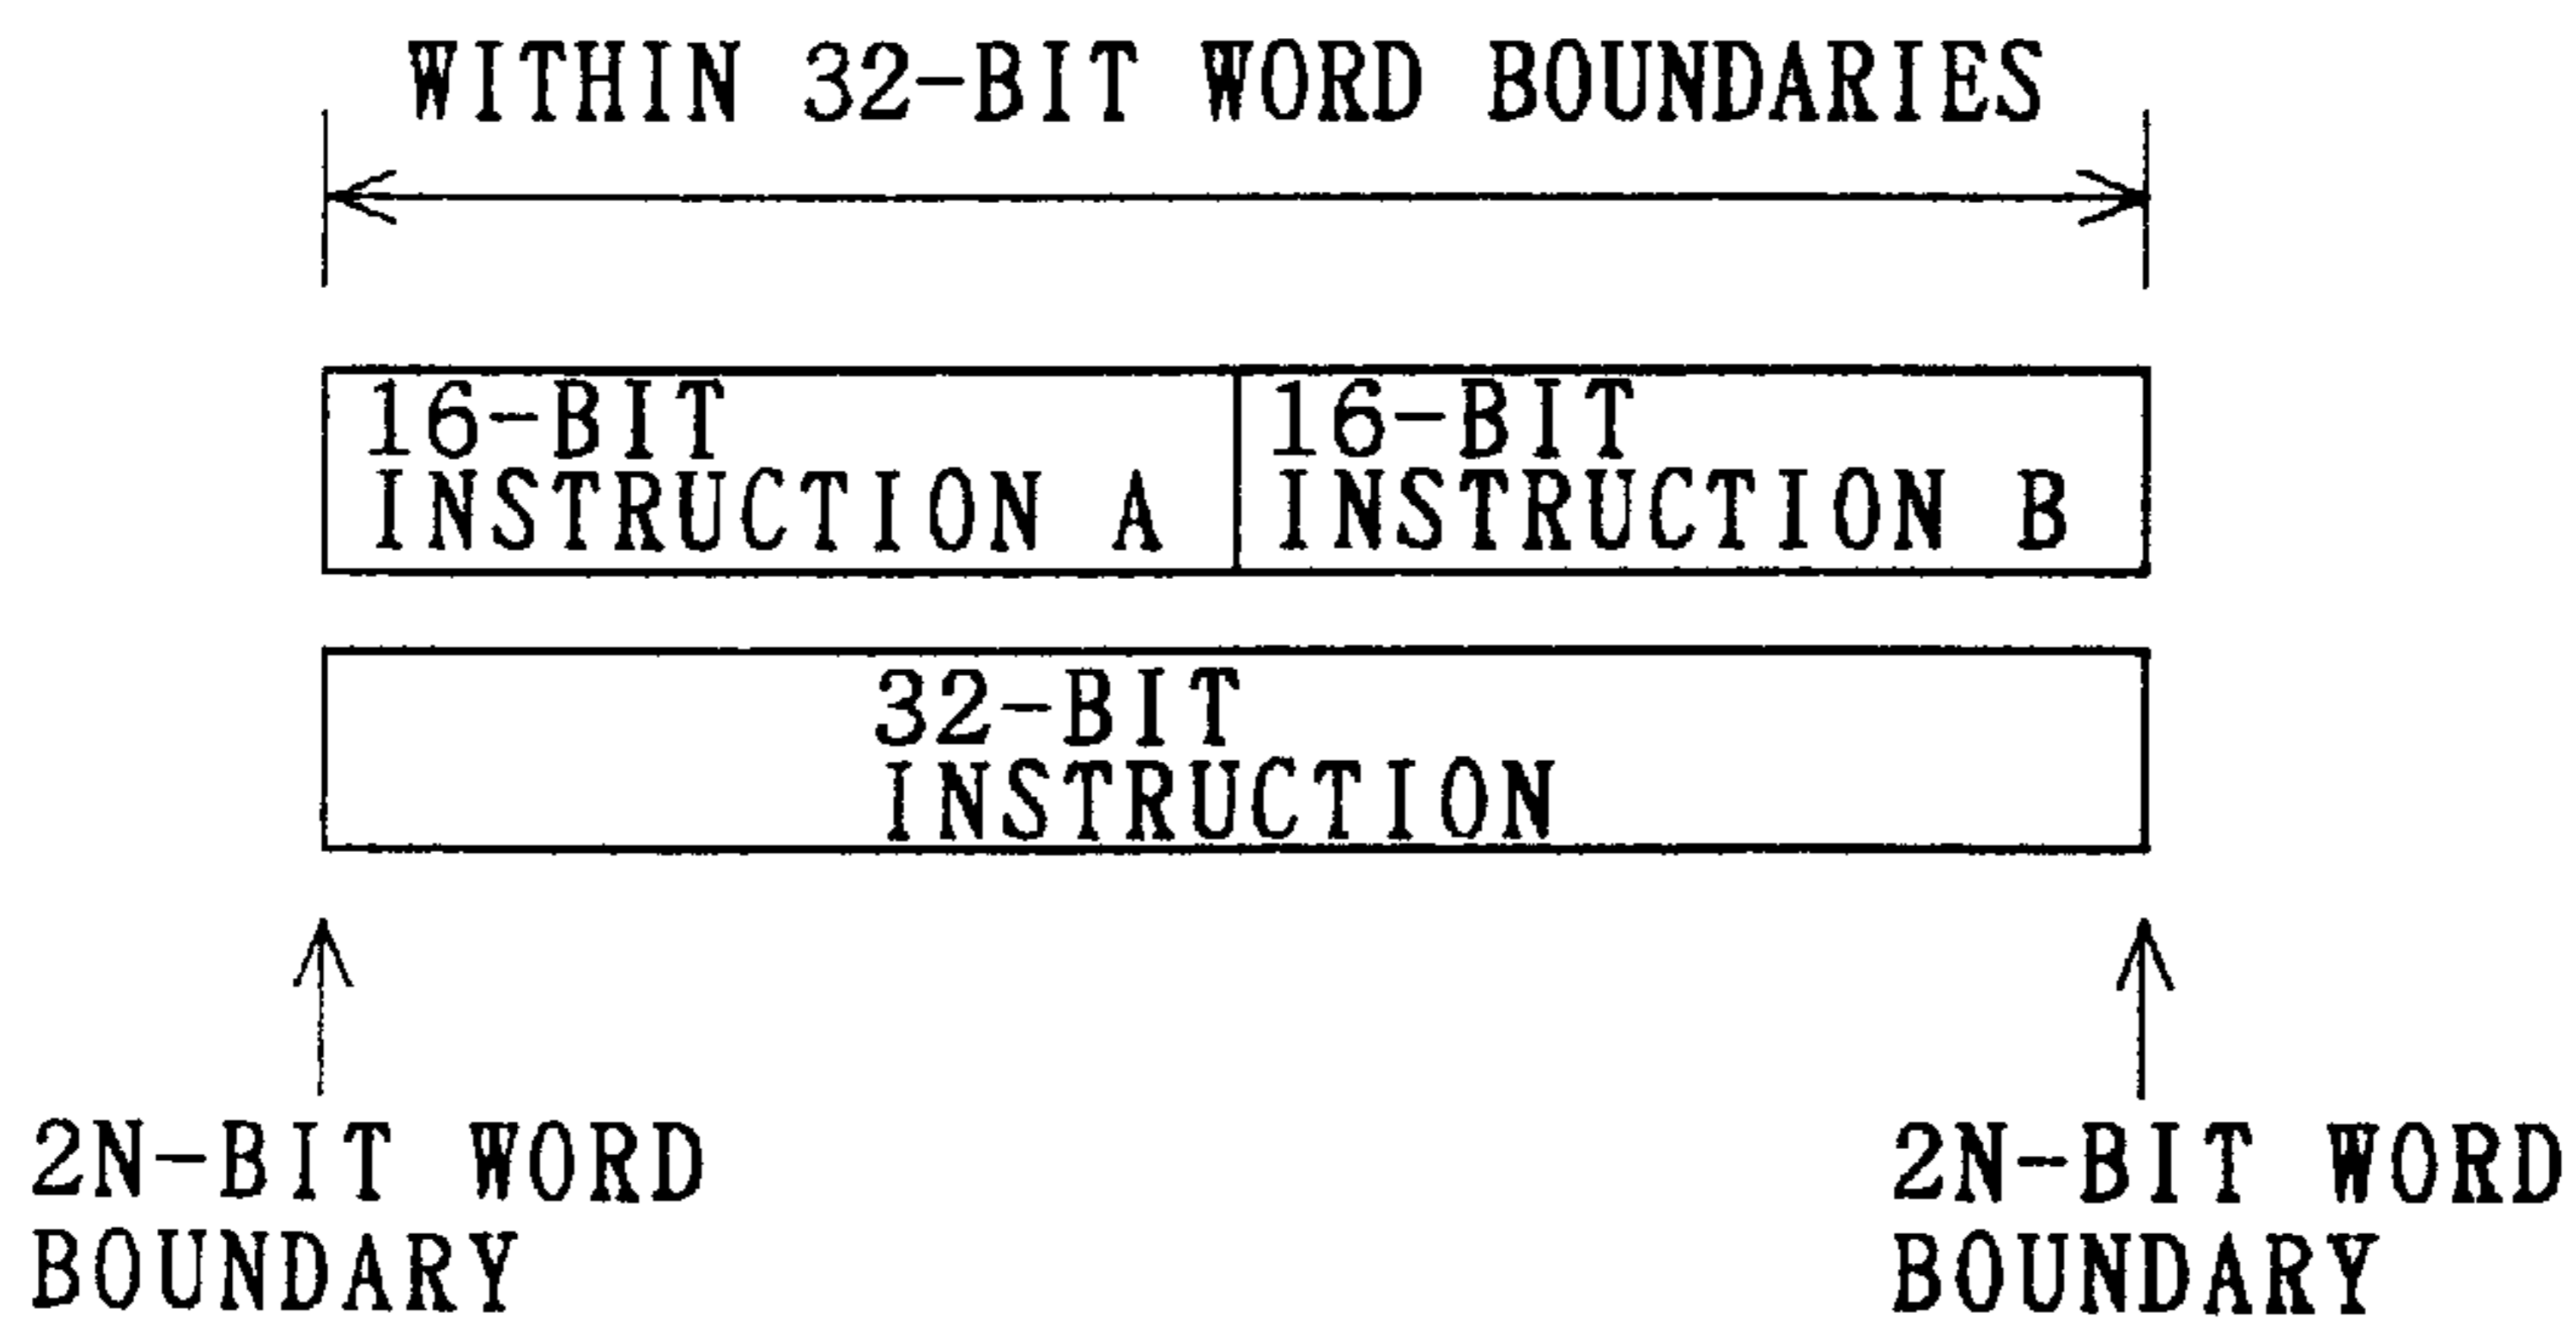 WITHIN 32-BIT WORD BOUNDARIES
16-BIT
INSTRUCTION A
16-BIT
INSTRUCTION B
32-BIT
INSTRUCTION
2N-BIT WORD
BOUNDARY
2N-BIT WORD
BOUNDARY